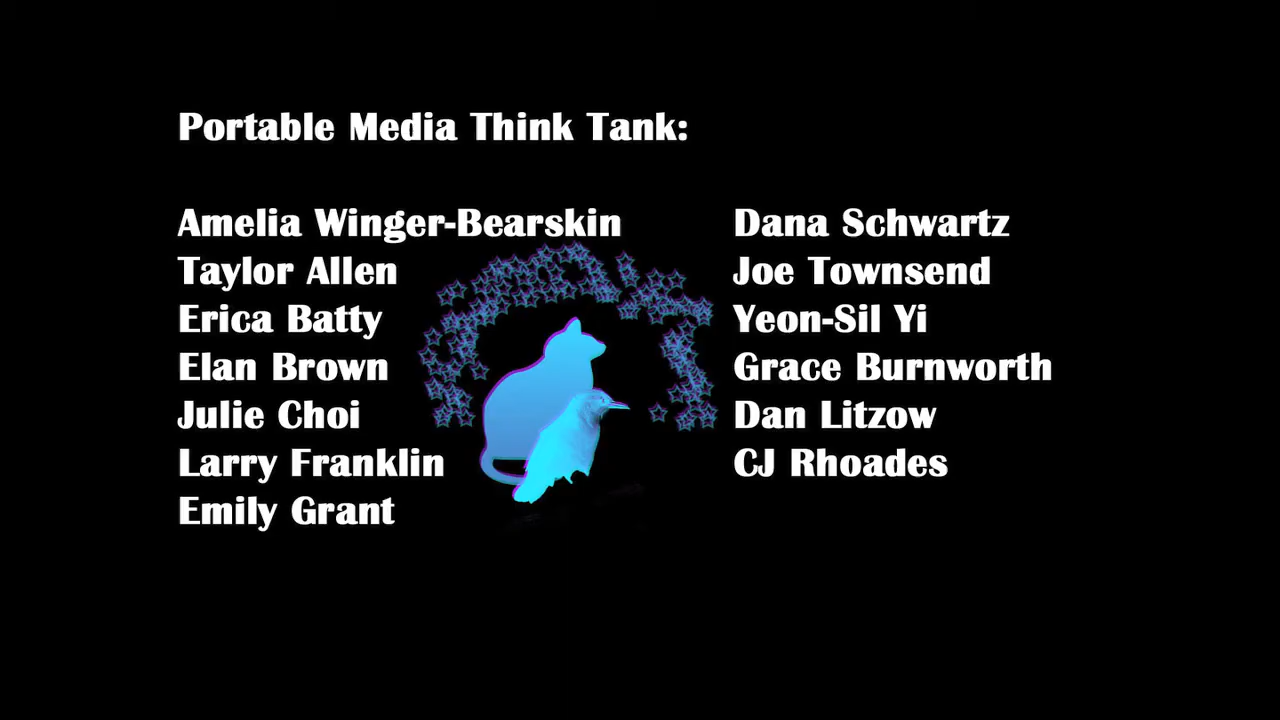 Portable Media Think Tank:
Amelia Winger-Bearskin
Taylor Allen
Erica Batty
Elan Brown
Julie Choi
Larry Franklin
Emily Grant
Dana Schwartz
Joe Townsend
Yeon-Sil Yi
Grace Burnworth
Dan Litzow
CJ Rhoades